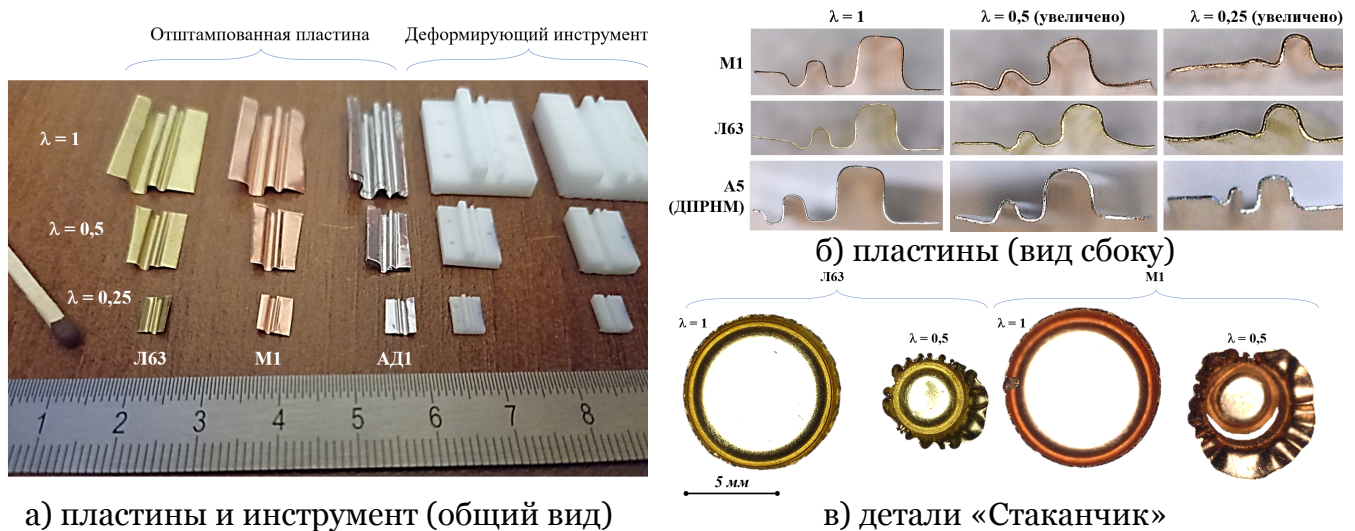 Отштампованная пластина
Деформирующий инструмент
λ = 1
λ = 0,5
λ = 0,25
Л63
М1
АД1
1 2 3 4 5 6 7 8
а) пластины и инструмент (общий вид)
λ = 1
λ = 0,5 (увеличено)
λ = 0,25 (увеличено)
М1
Л63
А5
(ДПРНМ)
б) пластины (вид сбоку)
Л63
М1
λ = 1
λ = 0,5
λ = 1
λ = 0,5
5 мм
в) детали «Стаканчик»